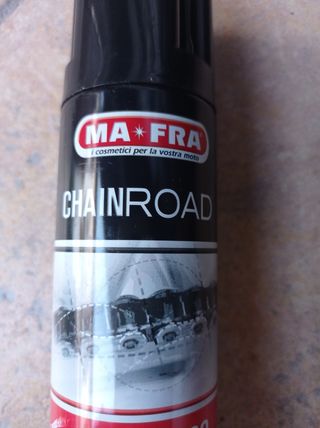 MA*FRA
i cosmetici per la vostra moto
CHAINROAD